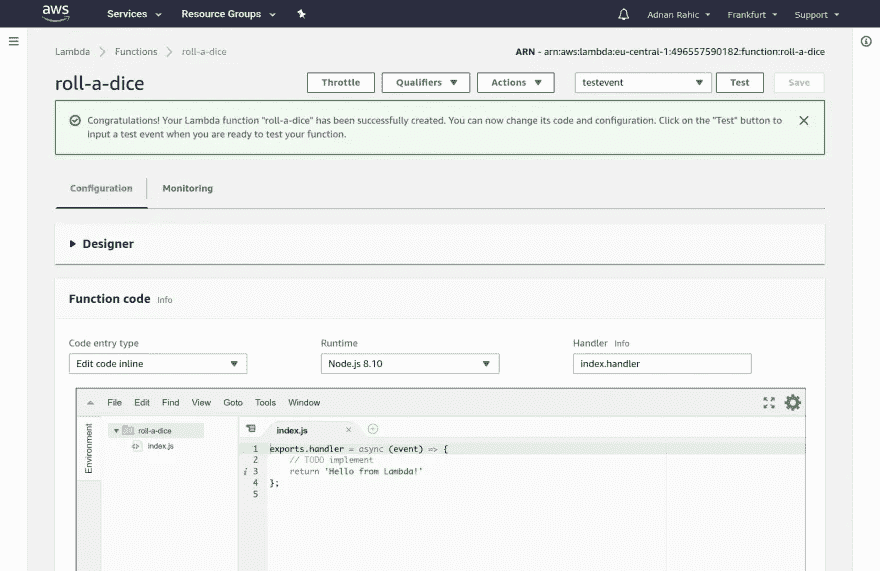 aws Services Resource Groups Adnan Rahic Frankfurt Support
Lambda Functions roll-a-dice ARN - arn:aws:lambda:eu-central-1:496557590182:function:roll-a-dice
roll-a-dice Throttle Qualifiers Actions testevent Test Save
Congratulations! Your Lambda function "roll-a-dice" has been successfully created. You can now change its code and configuration. Click on the "Test" button to
input a test event when you are ready to test your function.
Configuration Monitoring
Designer
Function code Info
Code entry type Runtime Handler Info
Edit code inline Node.js 8.10 index.handler
File Edit Find View Goto Tools Window
Environment
roll-a-dice
index.js
index.js
1 exports.handler = async (event) => {
2 // TODO implement
i 3 return 'Hello from Lambda!'
4 };
5